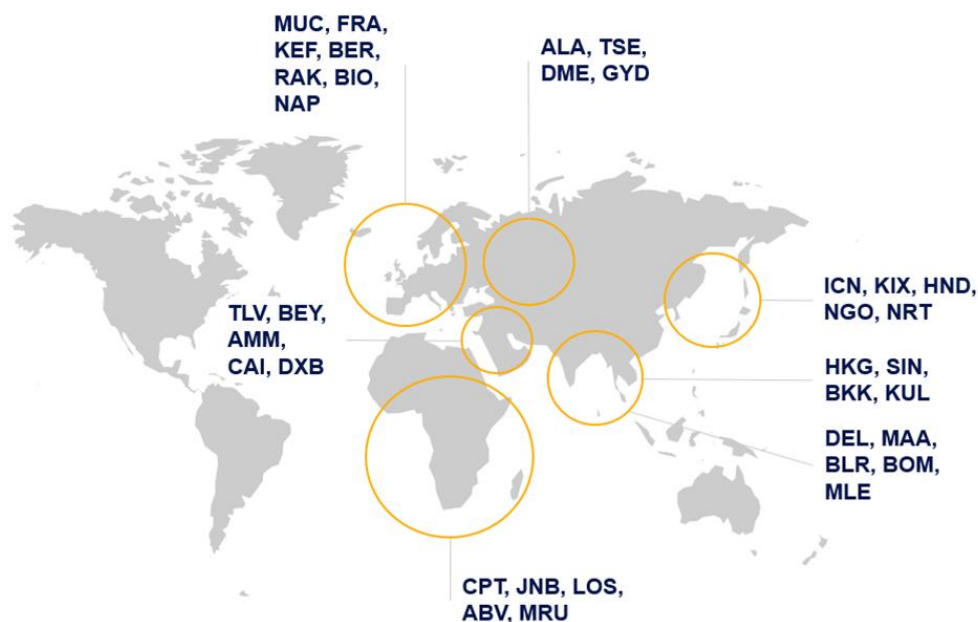 MUC, FRA,
KEF, BER,
RAK, BIO,
NAP
ALA, TSE,
DME, GYD
TLV, BEY,
AMM,
CAI, DXB
ICN, KIX, HND,
NGO, NRT
HKG, SIN,
BKK, KUL
DEL, MAA,
BLR, BOM,
MLE
CPT, JNB, LOS,
ABV, MRU